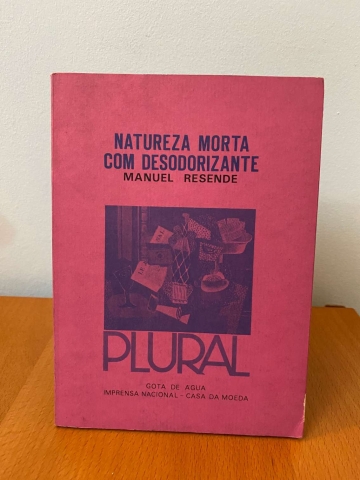 NATUREZA MORTA
COM DESODORIZANTE
MANUEL RESENDE
PLURAL
GOTA DE ÁGUA
IMPRENSA NACIONAL - CASA DA MOEDA